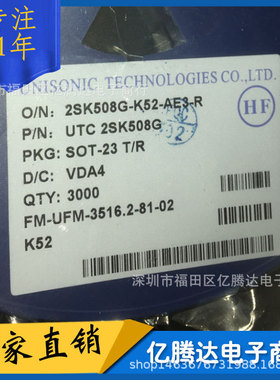 专注
1年
UNISONIC TECHNOLOGIES CO.,LTD.
O/N: 2SK508G-K52-AE3-R
HF
P/N: UTC 2SK508G
2
PKG: SOT-23 T/R
D/C: VDA4
QTY: 3000
FM-UFM-3516.2-81-02
K52
深圳市福田区亿腾达电子商
家直销
亿腾达电子商